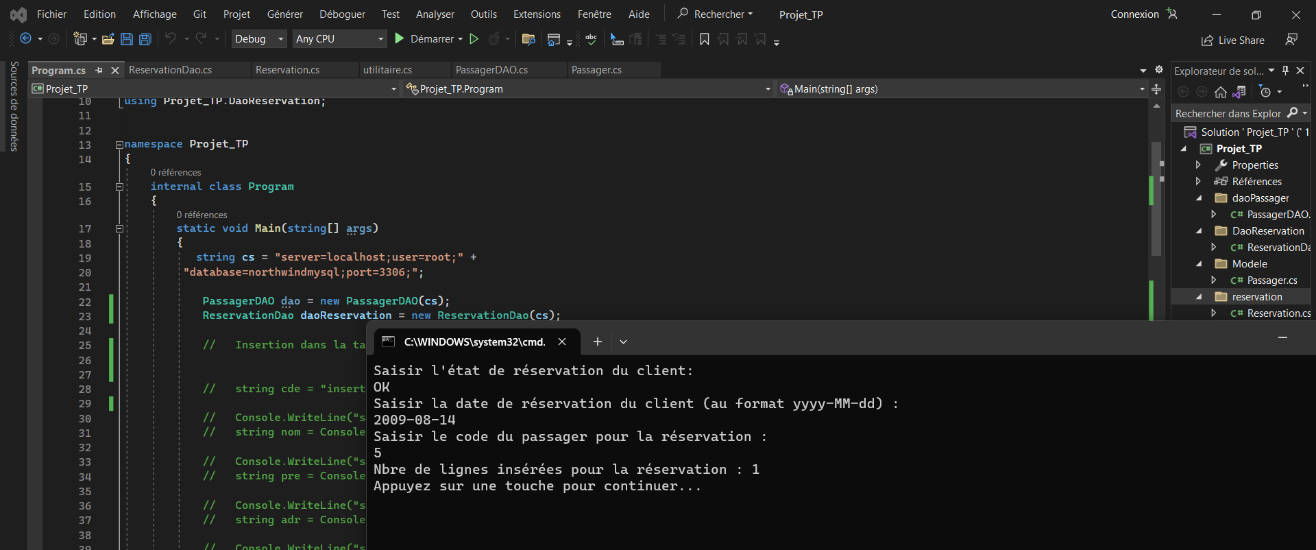 Fichier Edition Affichage Git Projet Générer Déboguer Test Analyser Outils Extensions Fenêtre Aide Rechercher Projet_TP Connexion
Debug Any CPU Démarrer Live Share
Sources de données
Program.cs ReservationDao.cs Reservation.cs utilitaire.cs PassagerDAO.cs Passager.cs
Projet_TP Projet_TP.Program Main(string[] args)
10 using Projet_TP.DaoReservation;
11
12
13 namespace Projet_TP
14 {
0 références
15 internal class Program
16 {
0 références
17 static void Main(string[] args)
18 {
19 string cs = "server=localhost;user=root;" +
20 "database=northwindmysql;port=3306;";
21
22 PassagerDAO dao = new PassagerDAO(cs);
23 ReservationDao daoReservation = new ReservationDao(cs);
24
25 // Insertion dans la ta
26
27
28 // string cde = "insert
29
30 // Console.WriteLine("s
31 // string nom = Console
32
33 // Console.WriteLine("s
34 // string pre = Console
35
36 // Console.WriteLine("s
37 // string adr = Console
38
39 // Console.WriteLine("s
C:\WINDOWS\system32\cmd.
Saisir l'état de réservation du client:
OK
Saisir la date de réservation du client (au format yyyy-MM-dd) :
2009-08-14
Saisir le code du passager pour la réservation :
5
Nbre de lignes insérées pour la réservation : 1
Appuyez sur une touche pour continuer...
Explorateur de sol...
Rechercher dans Explor
Solution ' Projet_TP ' (' 1
Projet_TP
Properties
Références
daoPassager
C# PassagerDAO.
DaoReservation
C# ReservationDa
Modele
C# Passager.cs
reservation
C# Reservation.cs